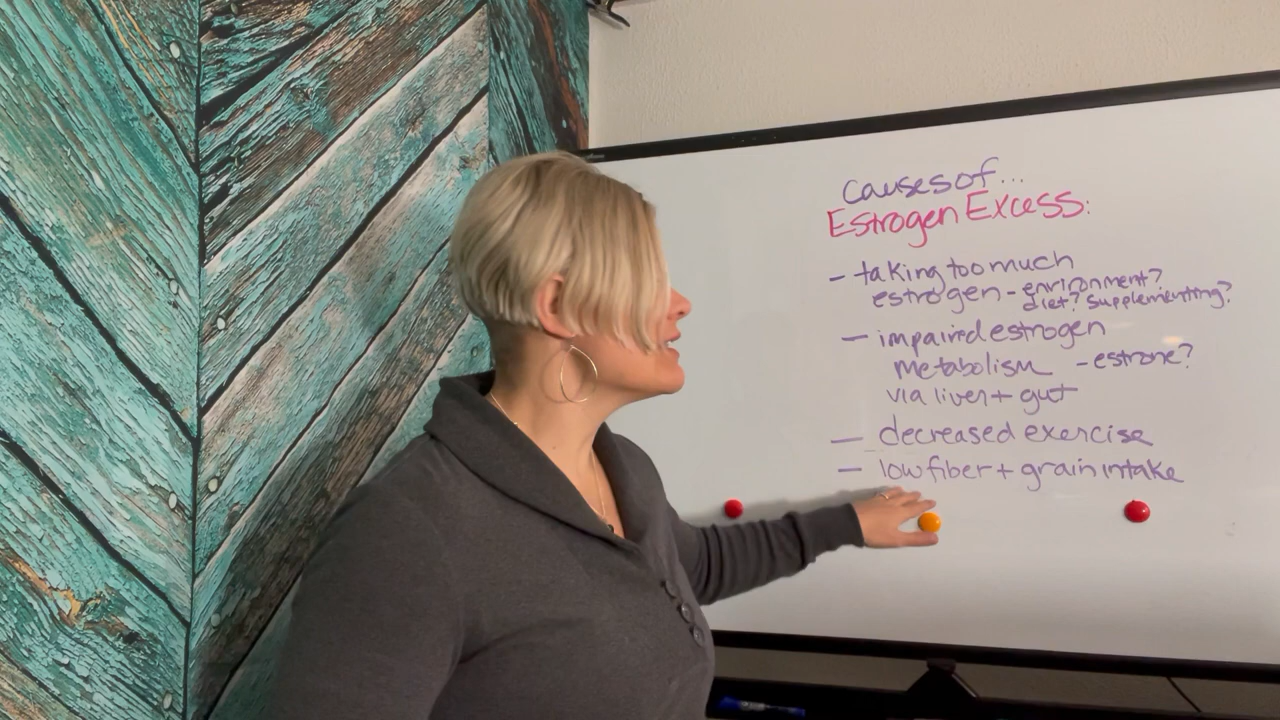 causes of...
Estrogen Excess:
- taking too much
estrogen - environment?
diet? supplementing?
- impaired estrogen
metabolism - estrone?
via liver + gut
- decreased exercise
- low fiber + grain intake